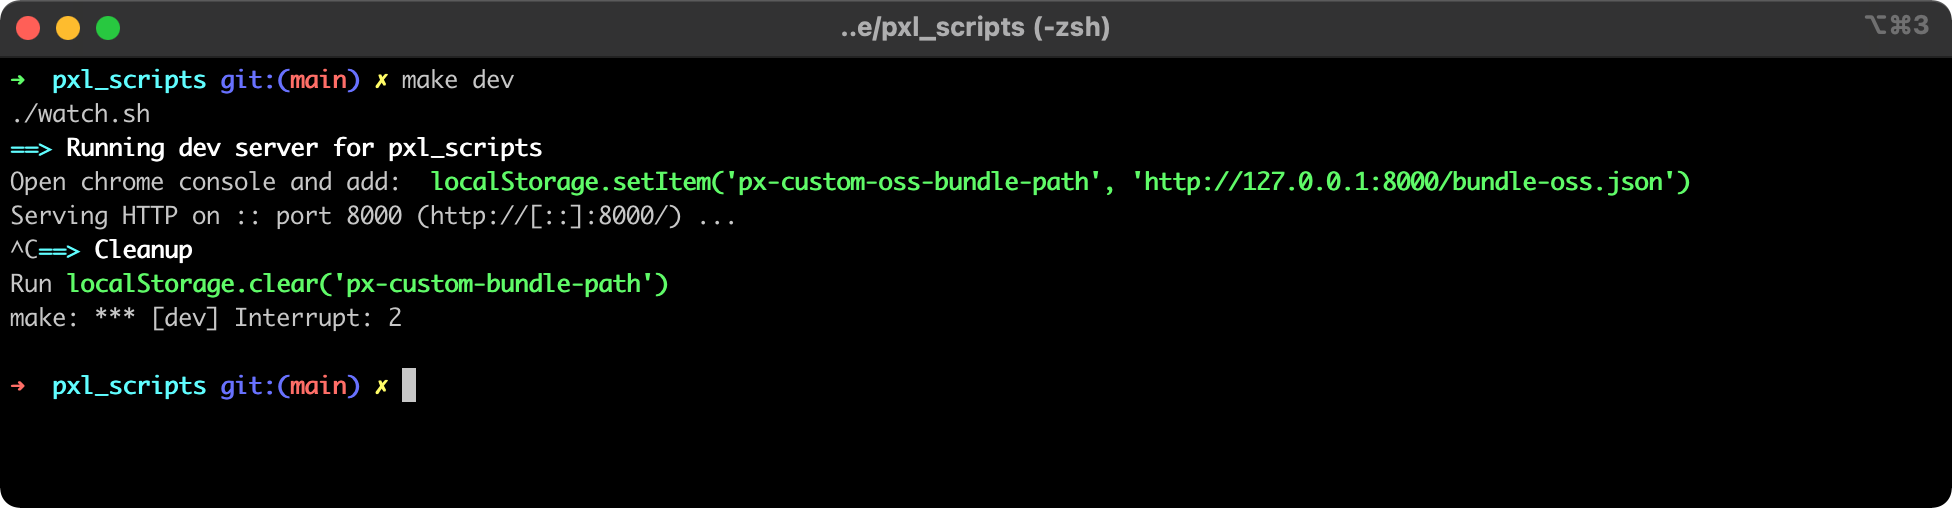 ..e/pxl_scripts (-zsh)
⌥⌘3
➜ pxl_scripts git:(main) ✗ make dev
./watch.sh
==> Running dev server for pxl_scripts
Open chrome console and add:  localStorage.setItem('px-custom-oss-bundle-path', 'http://127.0.0.1:8000/bundle-oss.json')
Serving HTTP on :: port 8000 (http://[::]:8000/) ...
^C==> Cleanup
Run localStorage.clear('px-custom-bundle-path')
make: *** [dev] Interrupt: 2
➜ pxl_scripts git:(main) ✗